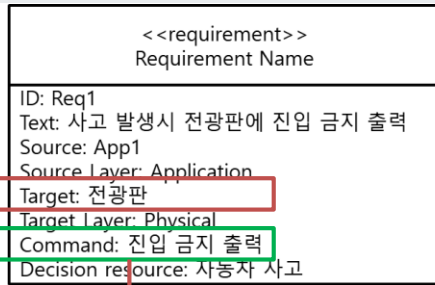 <<requirement>>
Requirement Name
ID: Req1
Text: 사고 발생시 전광판에 진입 금지 출력
Source: App1
Source Layer: Application
Target: 전광판
Target Layer: Physical
Command: 진입 금지 출력
Decision resource: 자동자 사고